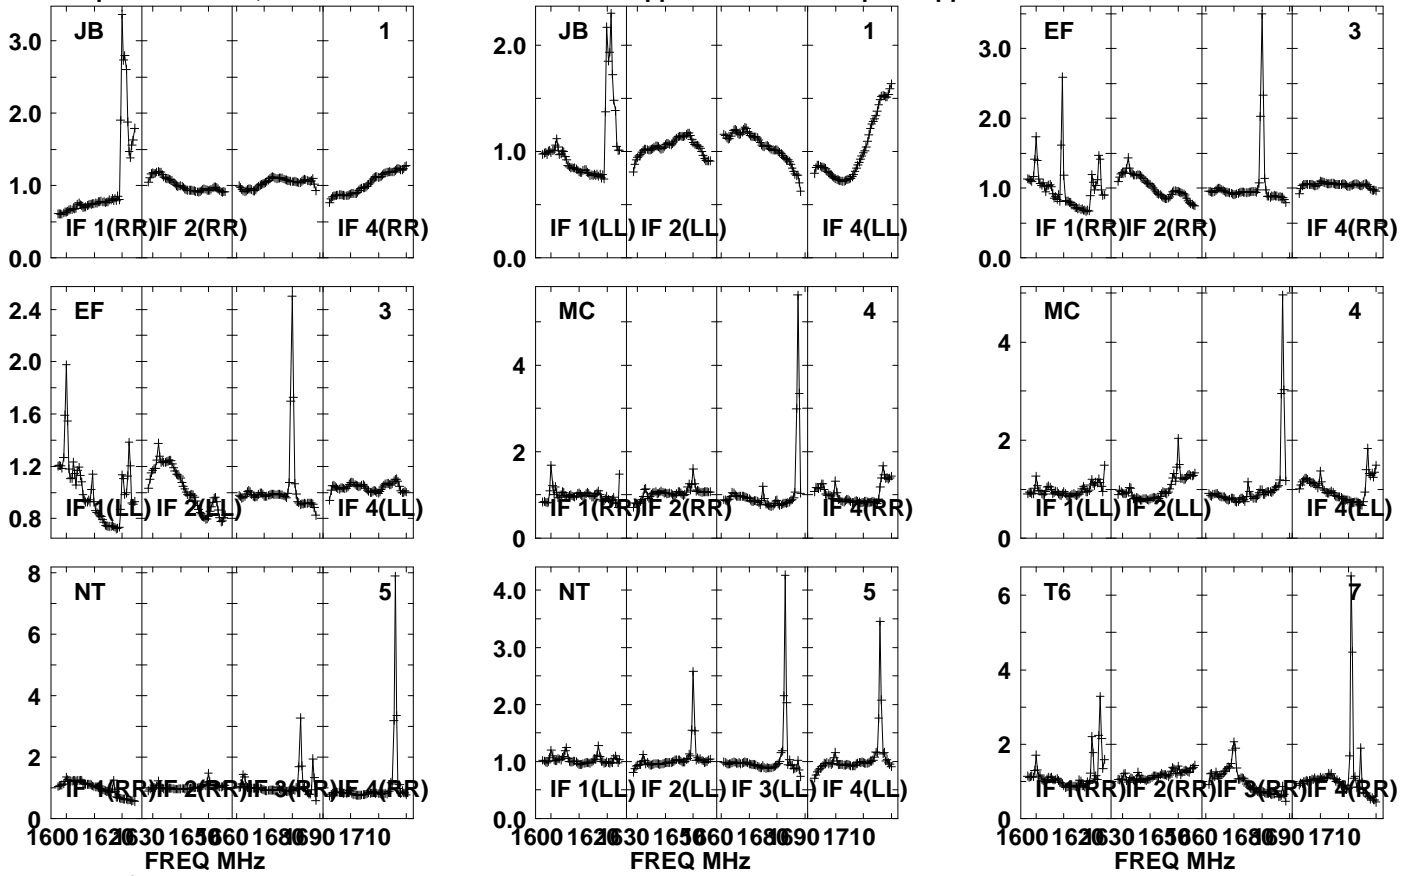 JB 1 JB 1 EF 3
3.0 2.0 3.0
2.0 1.0 2.0
1.0 1.0
IF 1(RR) IF 2(RR) IF 4(RR) IF 1(LL) IF 2(LL) IF 4(LL) IF 1(RR) IF 2(RR) IF 4(RR)
0.0 0.0 0.0
EF 3 MC 4 MC 4
2.4 4 4
2.0 2 2
1.6
1.2
0.8 0 0
IF 1(LL) IF 2(LL) IF 4(LL) IF 1(RR) IF 2(RR) IF 4(RR) IF 1(LL) IF 2(LL) IF 4(LL)
NT 5 NT 5 T6 7
8 4.0 6
6 3.0 4
4 2.0 2
2 1.0
IF 1(RR) IF 2(RR) IF 3(RR) IF 4(RR) IF 1(LL) IF 2(LL) IF 3(LL) IF 4(LL) IF 1(RR) IF 2(RR) IF 3(RR) IF 4(RR)
0 0.0 0
1600 1620 1630 1650 1660 1680 1690 1710 1600 1620 1630 1650 1660 1680 1690 1710
FREQ MHz FREQ MHz